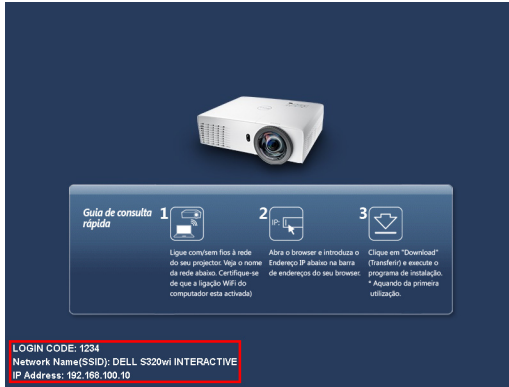 Guia de consulta
rápida
1
Ligue com/sem fios à rede
do seu projector. Veja o nome
da rede abaixo. Certifique-se
de que a ligação WiFi do
computador esta activada)
2
IP:
Abra o browser e introduza o
Endereço IP abaixo na barra
de endereços do seu browser.
3
Clique em "Download"
(Transferir) e execute o
programa de instalação.
* Aquando da primeira
utilização.
LOGIN CODE: 1234
Network Name(SSID): DELL S320wi INTERACTIVE
IP Address: 192.168.100.10